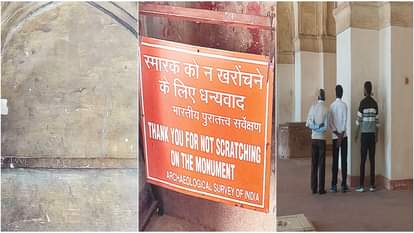 स्मारक को न खरोंचने
के लिए धन्यवाद
भारतीय पुरातत्त्व सर्वेक्षण
THANK YOU FOR NOT SCRATCHING
ON THE MONUMENT
ARCHAEOLOGICAL SURVEY OF INDIA